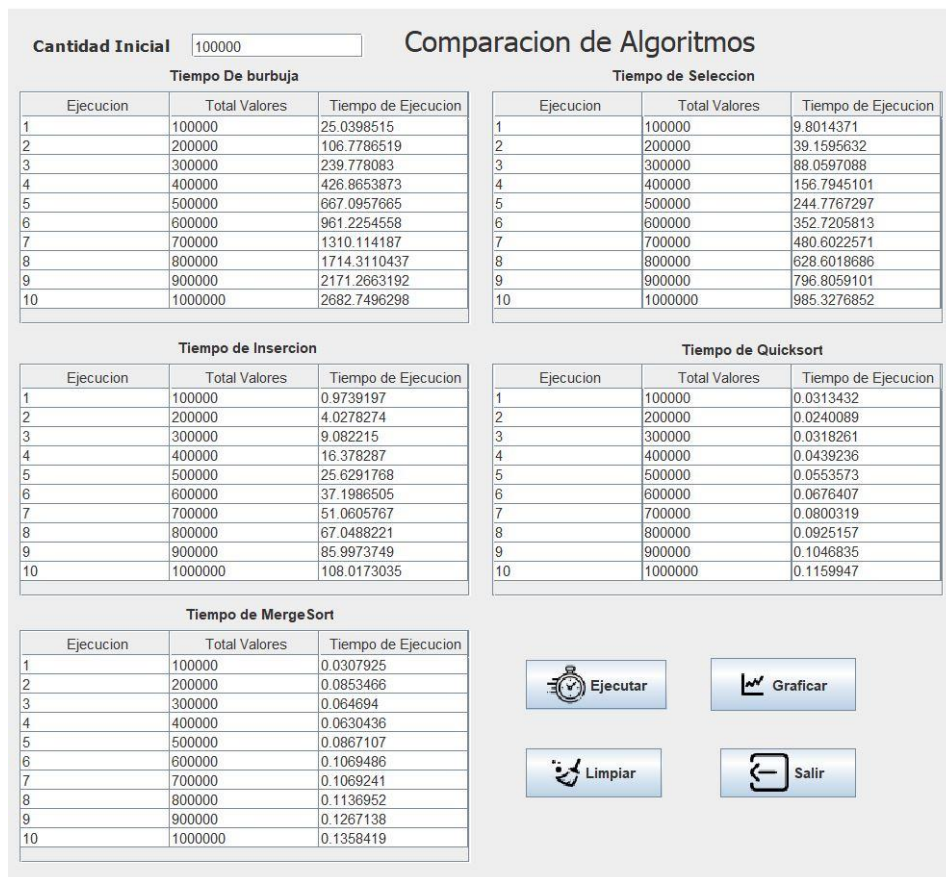 Cantidad Inicial 100000
Comparacion de Algoritmos
Tiempo De burbuja
Ejecucion Total Valores Tiempo de Ejecucion
1 100000 25.0398515
2 200000 106.7786519
3 300000 239.778083
4 400000 426.8653873
5 500000 667.0957665
6 600000 961.2254558
7 700000 1310.114187
8 800000 1714.3110437
9 900000 2171.2663192
10 1000000 2682.7496298
Tiempo de Seleccion
Ejecucion Total Valores Tiempo de Ejecucion
1 100000 9.8014371
2 200000 39.1595632
3 300000 88.0597088
4 400000 156.7945101
5 500000 244.7767297
6 600000 352.7205813
7 700000 480.6022571
8 800000 628.6018686
9 900000 796.8059101
10 1000000 985.3276852
Tiempo de Insercion
Ejecucion Total Valores Tiempo de Ejecucion
1 100000 0.9739197
2 200000 4.0278274
3 300000 9.082215
4 400000 16.378287
5 500000 25.6291768
6 600000 37.1986505
7 700000 51.0605767
8 800000 67.0488221
9 900000 85.9973749
10 1000000 108.0173035
Tiempo de Quicksort
Ejecucion Total Valores Tiempo de Ejecucion
1 100000 0.0313432
2 200000 0.0240089
3 300000 0.0318261
4 400000 0.0439236
5 500000 0.0553573
6 600000 0.0676407
7 700000 0.0800319
8 800000 0.0925157
9 900000 0.1046835
10 1000000 0.1159947
Tiempo de MergeSort
Ejecucion Total Valores Tiempo de Ejecucion
1 100000 0.0307925
2 200000 0.0853466
3 300000 0.064694
4 400000 0.0630436
5 500000 0.0867107
6 600000 0.1069486
7 700000 0.1069241
8 800000 0.1136952
9 900000 0.1267138
10 1000000 0.1358419
Ejecutar
Graficar
Limpiar
Salir